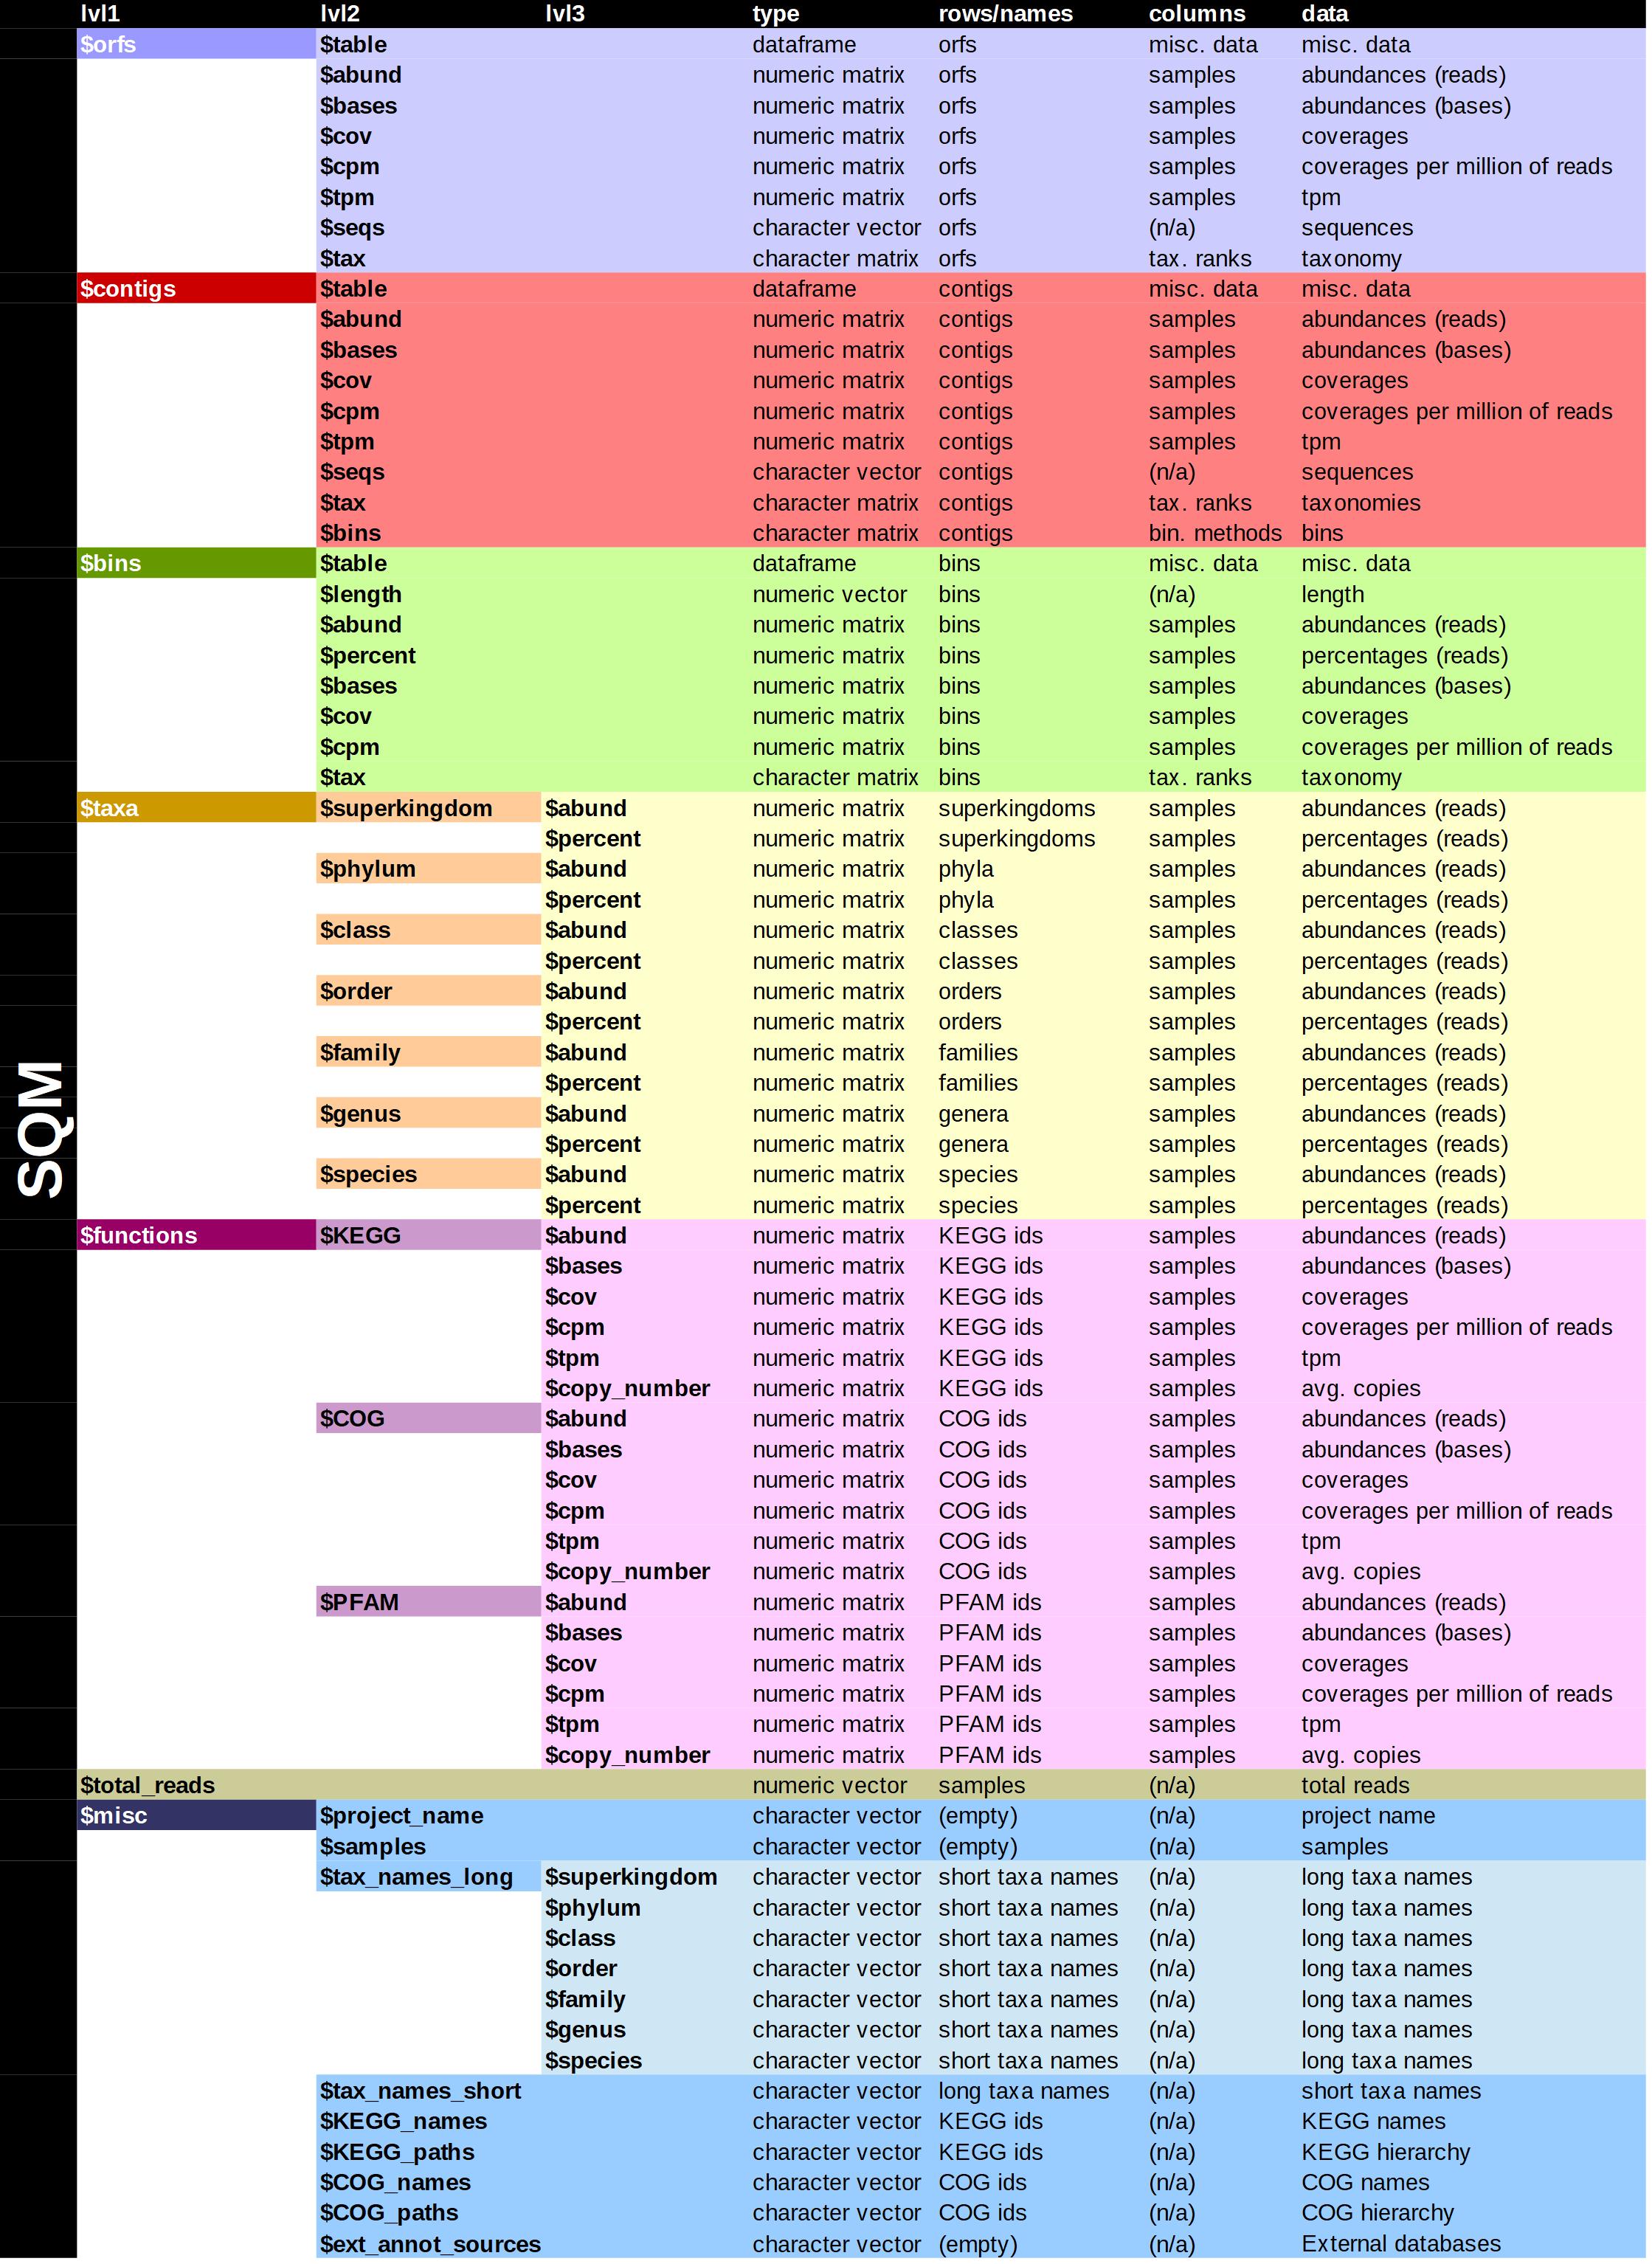 lvl1 lvl2 lvl3 type rows/names columns data
$orfs $table dataframe orfs misc. data misc. data
$abund numeric matrix orfs samples abundances (reads)
$bases numeric matrix orfs samples abundances (bases)
$cov numeric matrix orfs samples coverages
$cpm numeric matrix orfs samples coverages per million of reads
$tpm numeric matrix orfs samples tpm
$seqs character vector orfs (n/a) sequences
$tax character matrix orfs tax. ranks taxonomy
$contigs $table dataframe contigs misc. data misc. data
$abund numeric matrix contigs samples abundances (reads)
$bases numeric matrix contigs samples abundances (bases)
$cov numeric matrix contigs samples coverages
$cpm numeric matrix contigs samples coverages per million of reads
$tpm numeric matrix contigs samples tpm
$seqs character vector contigs (n/a) sequences
$tax character matrix contigs tax. ranks taxonomies
$bins character matrix contigs bin. methods bins
$bins $table dataframe bins misc. data misc. data
$length numeric vector bins (n/a) length
$abund numeric matrix bins samples abundances (reads)
$percent numeric matrix bins samples percentages (reads)
$bases numeric matrix bins samples abundances (bases)
$cov numeric matrix bins samples coverages
$cpm numeric matrix bins samples coverages per million of reads
$tax character matrix bins tax. ranks taxonomy
$taxa $superkingdom $abund numeric matrix superkingdoms samples abundances (reads)
$percent numeric matrix superkingdoms samples percentages (reads)
$phylum $abund numeric matrix phyla samples abundances (reads)
$percent numeric matrix phyla samples percentages (reads)
$class $abund numeric matrix classes samples abundances (reads)
$percent numeric matrix classes samples percentages (reads)
$order $abund numeric matrix orders samples abundances (reads)
$percent numeric matrix orders samples percentages (reads)
$family $abund numeric matrix families samples abundances (reads)
$percent numeric matrix families samples percentages (reads)
$genus $abund numeric matrix genera samples abundances (reads)
$percent numeric matrix genera samples percentages (reads)
$species $abund numeric matrix species samples abundances (reads)
$percent numeric matrix species samples percentages (reads)
SQM
$functions $KEGG $abund numeric matrix KEGG ids samples abundances (reads)
$bases numeric matrix KEGG ids samples abundances (bases)
$cov numeric matrix KEGG ids samples coverages
$cpm numeric matrix KEGG ids samples coverages per million of reads
$tpm numeric matrix KEGG ids samples tpm
$copy_number numeric matrix KEGG ids samples avg. copies
$COG $abund numeric matrix COG ids samples abundances (reads)
$bases numeric matrix COG ids samples abundances (bases)
$cov numeric matrix COG ids samples coverages
$cpm numeric matrix COG ids samples coverages per million of reads
$tpm numeric matrix COG ids samples tpm
$copy_number numeric matrix COG ids samples avg. copies
$PFAM $abund numeric matrix PFAM ids samples abundances (reads)
$bases numeric matrix PFAM ids samples abundances (bases)
$cov numeric matrix PFAM ids samples coverages
$cpm numeric matrix PFAM ids samples coverages per million of reads
$tpm numeric matrix PFAM ids samples tpm
$copy_number numeric matrix PFAM ids samples avg. copies
$total_reads numeric vector samples (n/a) total reads
$misc $project_name character vector (empty) (n/a) project name
$samples character vector (empty) (n/a) samples
$tax_names_long $superkingdom character vector short taxa names (n/a) long taxa names
$phylum character vector short taxa names (n/a) long taxa names
$class character vector short taxa names (n/a) long taxa names
$order character vector short taxa names (n/a) long taxa names
$family character vector short taxa names (n/a) long taxa names
$genus character vector short taxa names (n/a) long taxa names
$species character vector short taxa names (n/a) long taxa names
$tax_names_short character vector long taxa names (n/a) short taxa names
$KEGG_names character vector KEGG ids (n/a) KEGG names
$KEGG_paths character vector KEGG ids (n/a) KEGG hierarchy
$COG_names character vector COG ids (n/a) COG names
$COG_paths character vector COG ids (n/a) COG hierarchy
$ext_annot_sources character vector (empty) (n/a) External databases